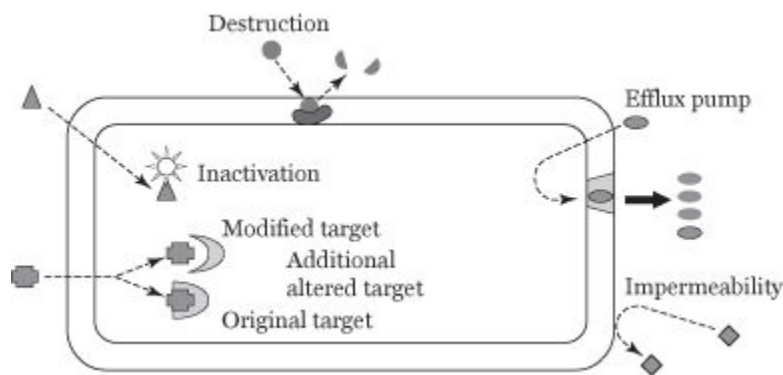 Destruction
Efflux pump
Inactivation
Modified target
Additional
altered target
Original target
Impermeability